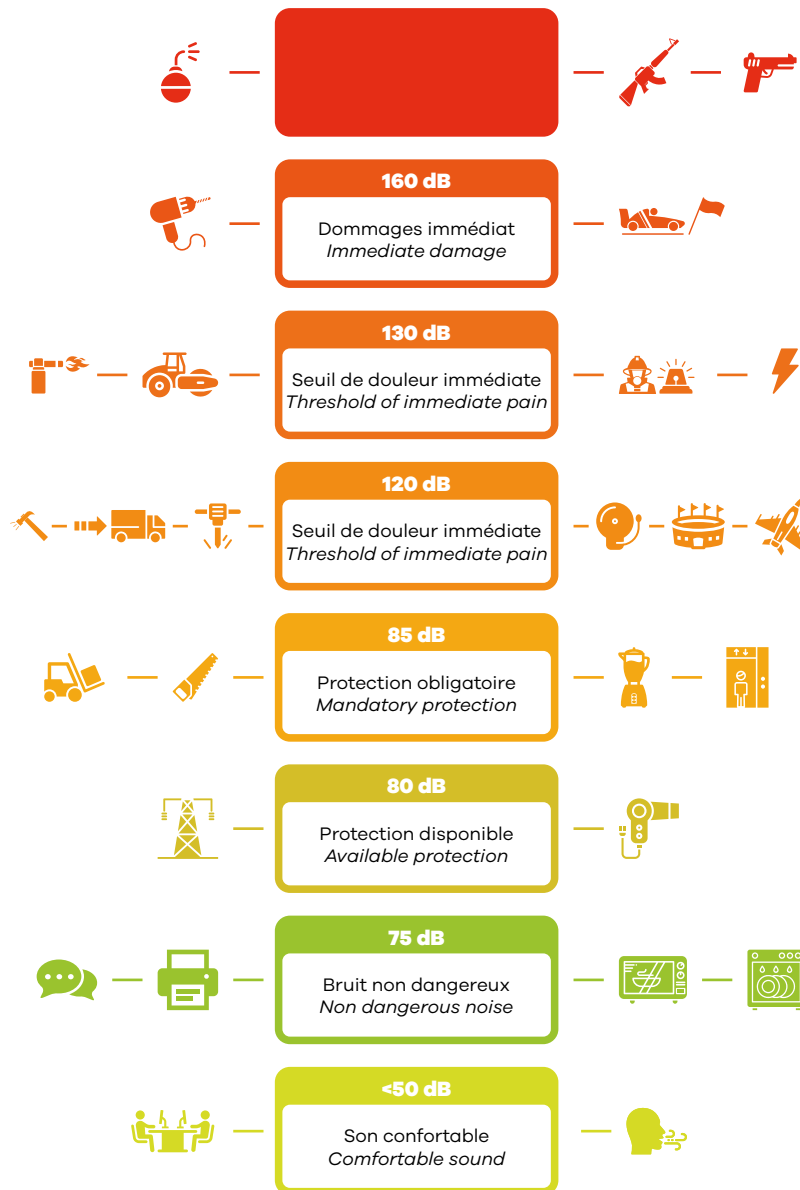 160 dB
Dommages immédiat
Immediate damage
130 dB
Seuil de douleur immédiate
Threshold of immediate pain
120 dB
Seuil de douleur immédiate
Threshold of immediate pain
85 dB
Protection obligatoire
Mandatory protection
80 dB
Protection disponible
Available protection
75 dB
Bruit non dangereux
Non dangerous noise
<50 dB
Son confortable
Comfortable sound